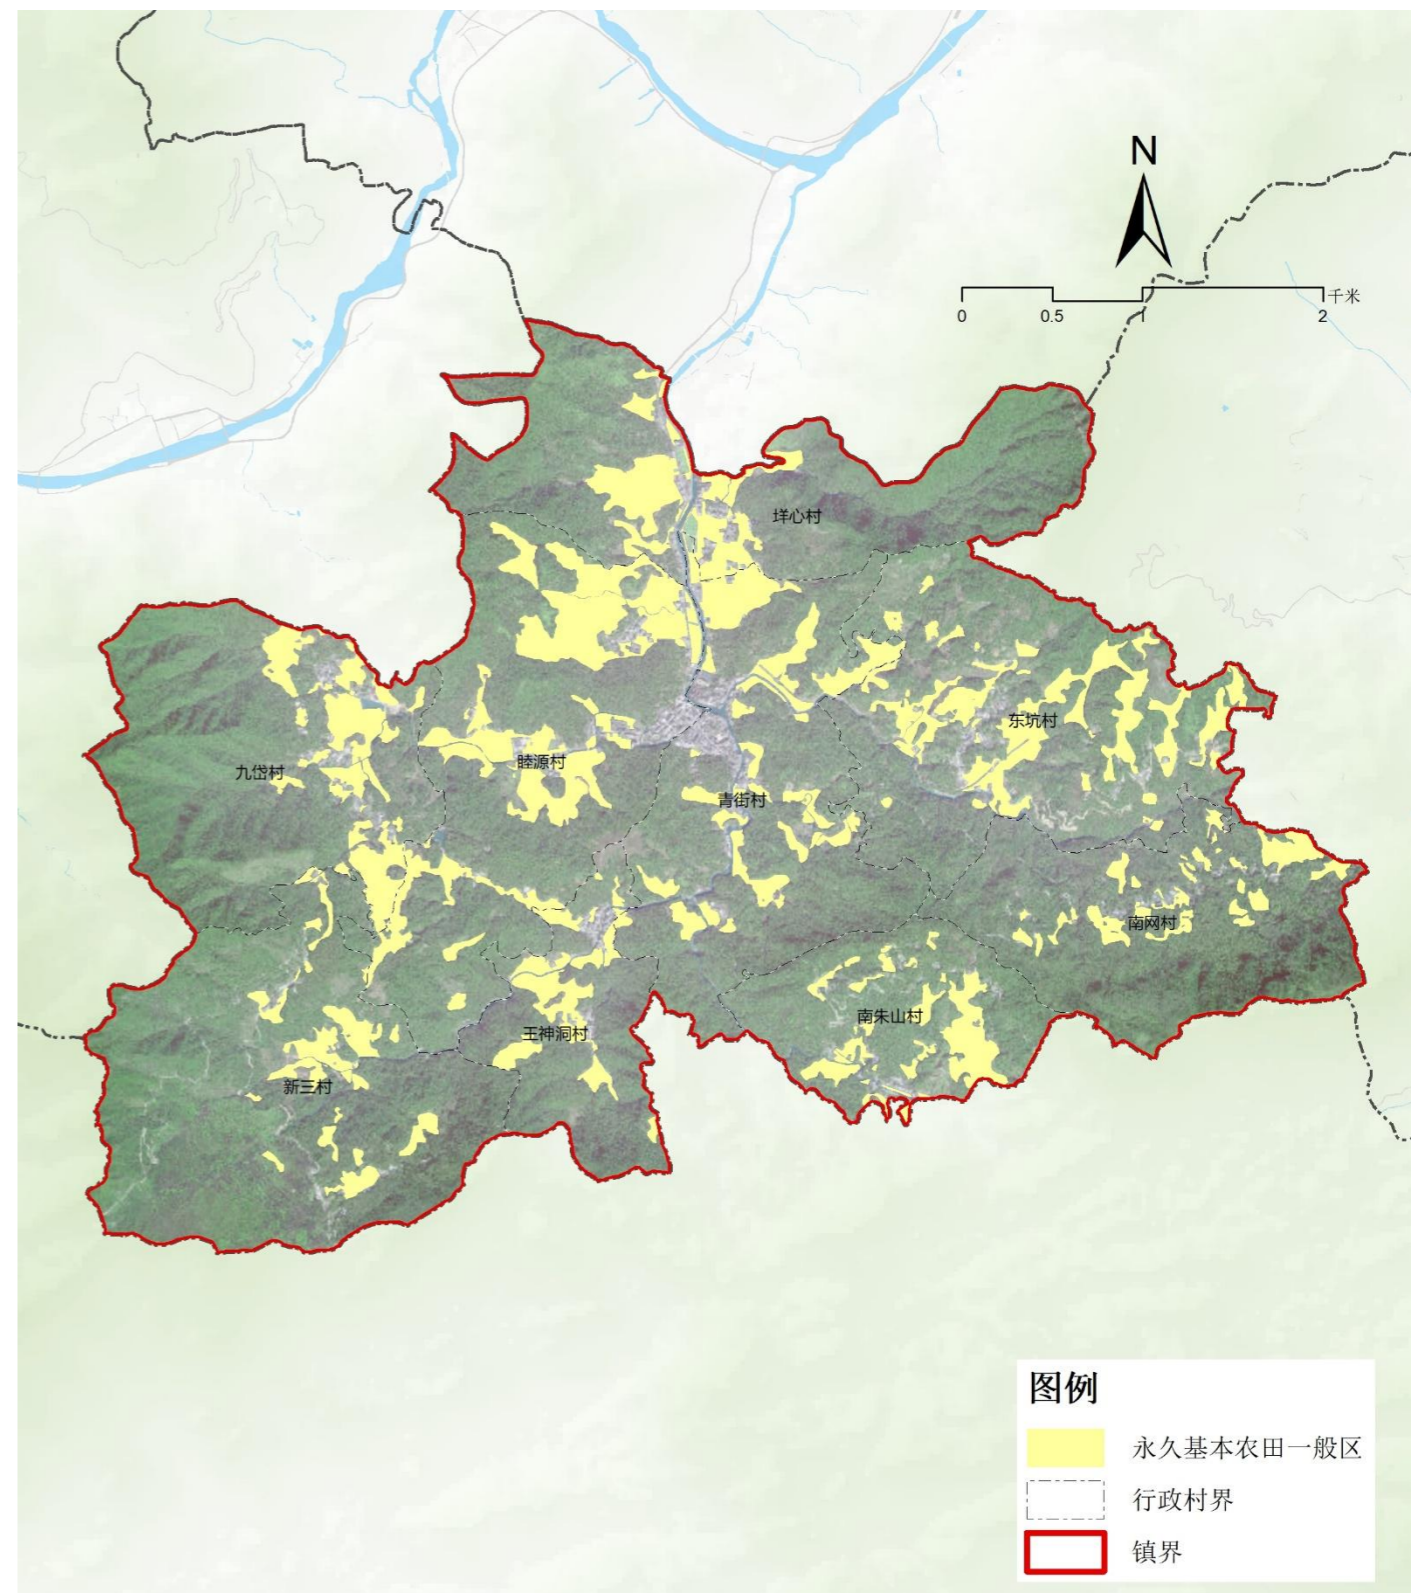 N
千米
0 0.5 1 2
垟心村
东坑村
睦源村
九岱村
青街村
南网村
南朱山村
王神洞村
新三村
图例
永久基本农田一般区
行政村界
镇界